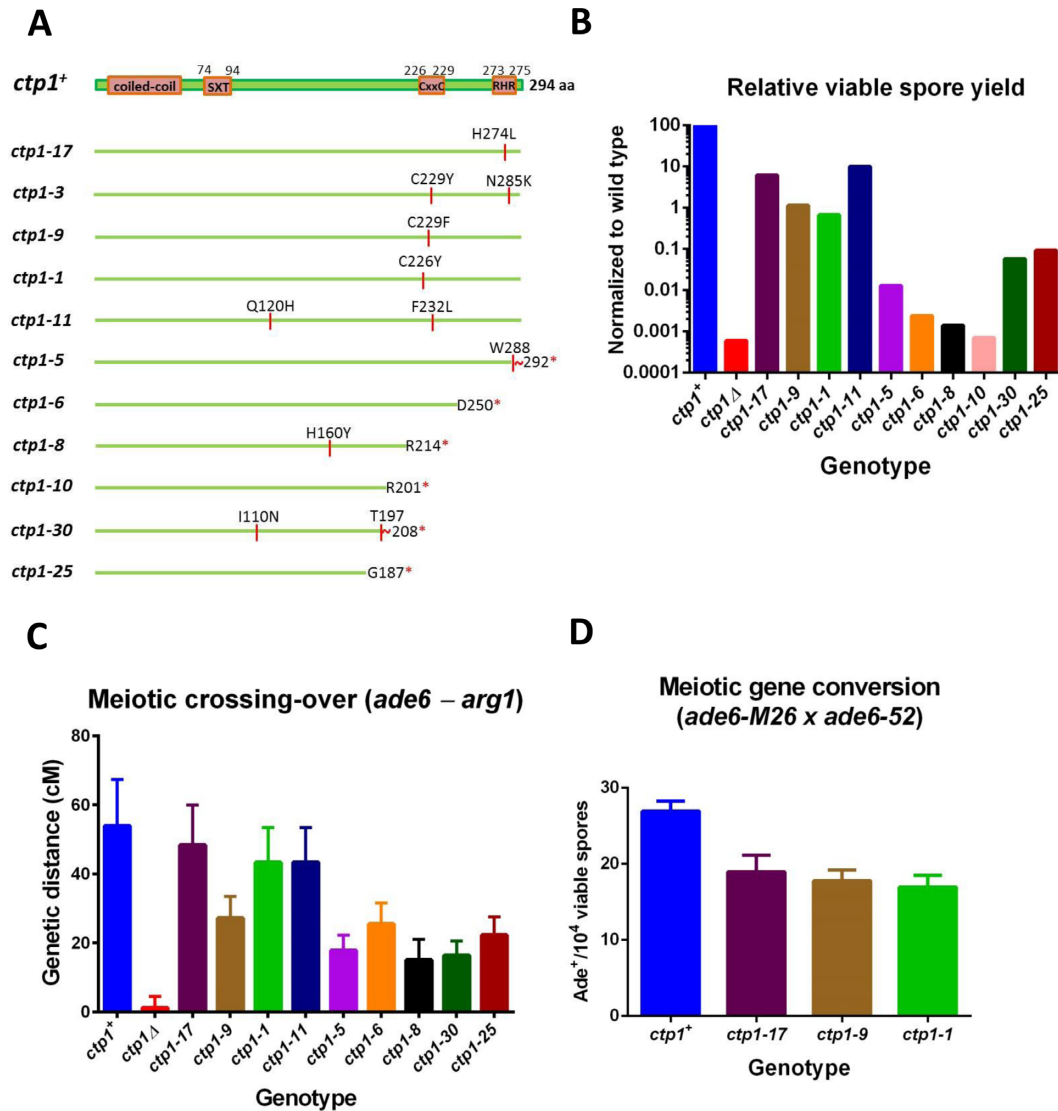 A
ctp1+
74 94 226 229 273 275
coiled-coil SXT CxxC RHR 294 aa
H274L
ctp1-17
C229Y N285K
ctp1-3
C229F
ctp1-9
C226Y
ctp1-1
Q120H F232L
ctp1-11
W288
ctp1-5 ~292*
ctp1-6 D250*
H160Y
ctp1-8 R214*
ctp1-10 R201*
I110N T197
ctp1-30 ~208*
ctp1-25 G187*
B
Relative viable spore yield
Normalized to wild type
100
10
1
0.1
0.01
0.001
0.0001
ctp1+ ctp1Δ ctp1-17 ctp1-9 ctp1-1 ctp1-11 ctp1-5 ctp1-6 ctp1-8 ctp1-10 ctp1-30 ctp1-25
Genotype
C
Meiotic crossing-over (ade6 – arg1)
Genetic distance (cM)
80
60
40
20
0
ctp1+ ctp1Δ ctp1-17 ctp1-9 ctp1-1 ctp1-11 ctp1-5 ctp1-6 ctp1-8 ctp1-30 ctp1-25
Genotype
D
Meiotic gene conversion
(ade6-M26 x ade6-52)
Ade+/10⁴ viable spores
30
20
10
0
ctp1+ ctp1-17 ctp1-9 ctp1-1
Genotype